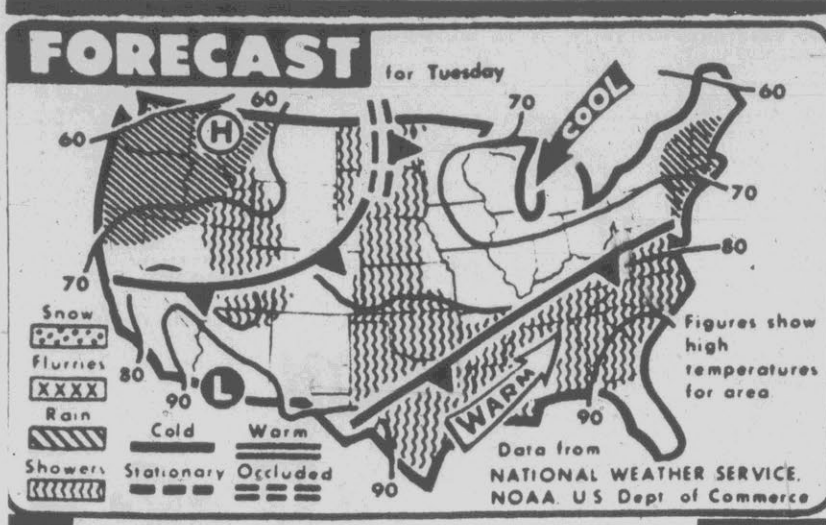 FORECAST
for Tuesday
60
60
H
60
70
COOL
60
70
80
70
80
90
L
WARM
90
90
Figures show
high
temperatures
for area
Snow
Flurries
XXXX
Rain
Showers
Cold
Warm
Stationary
Occluded
Data from
NATIONAL WEATHER SERVICE,
NOAA. U S Dept of Commerce